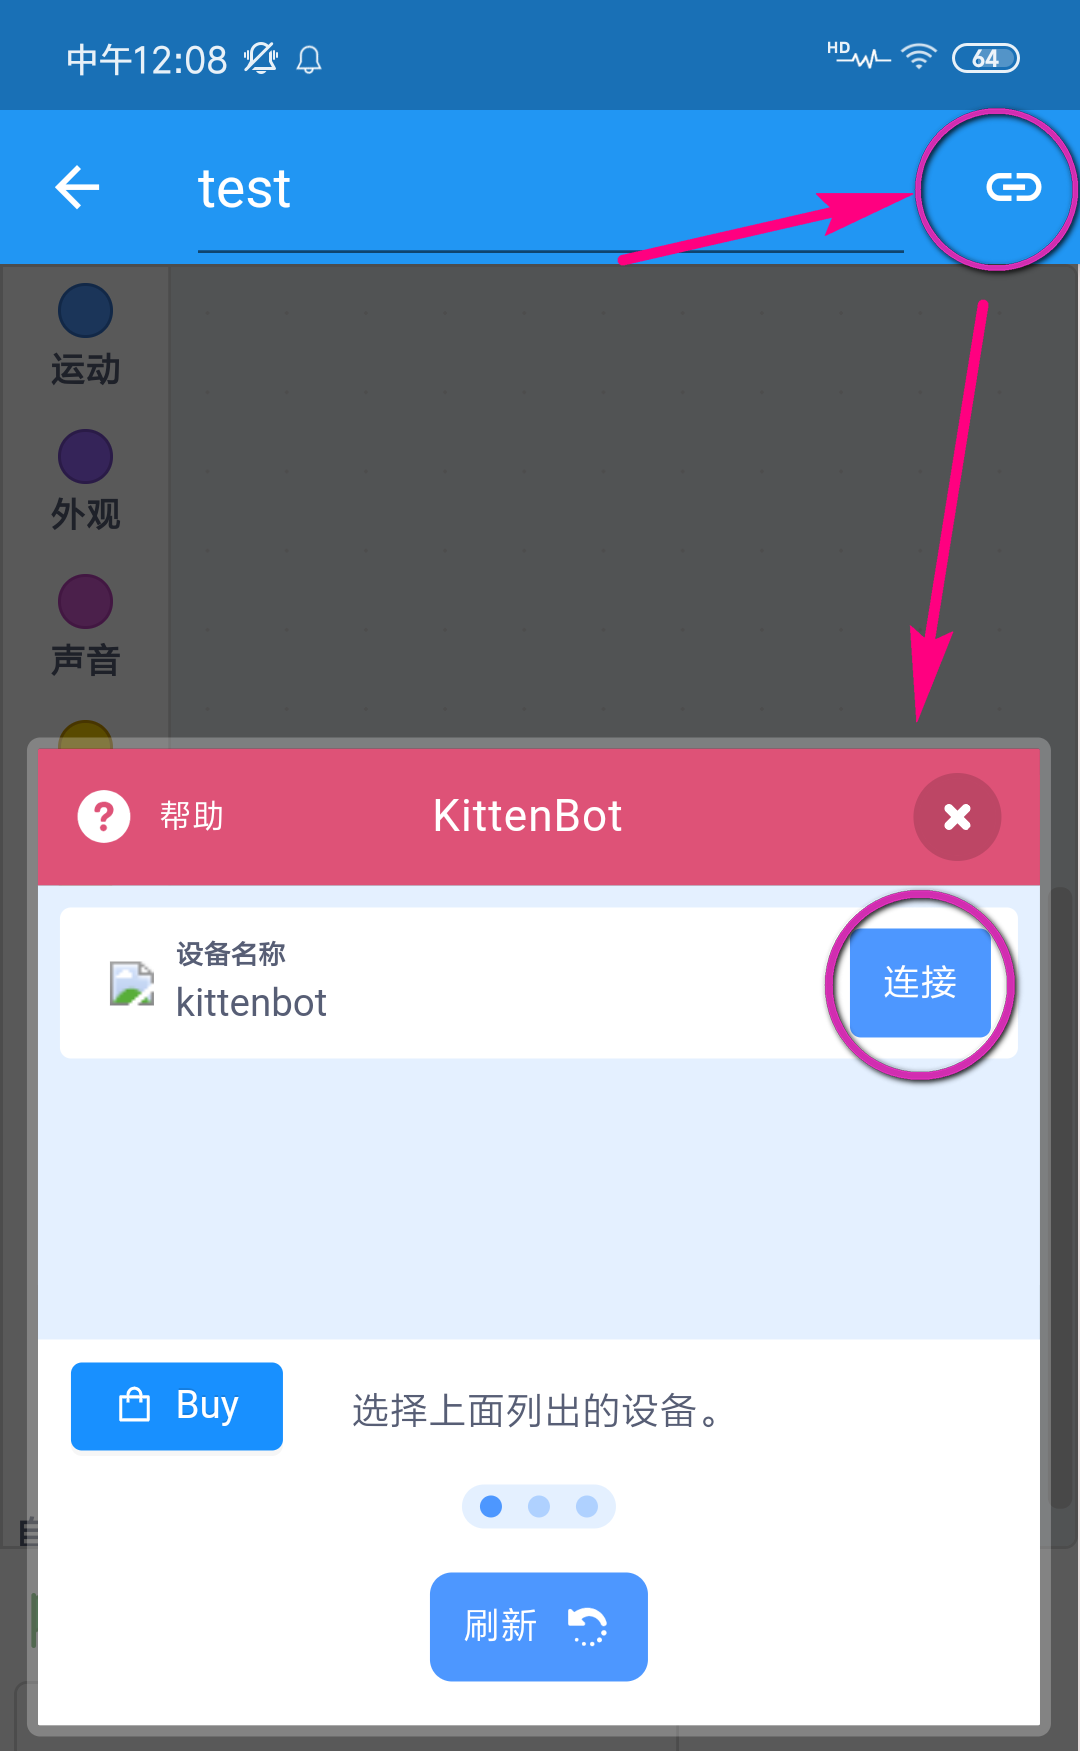 中午12:08
HD
64
test
运动
外观
声音
? 帮助
KittenBot
设备名称
kittenbot
连接
Buy
选择上面列出的设备。
刷新